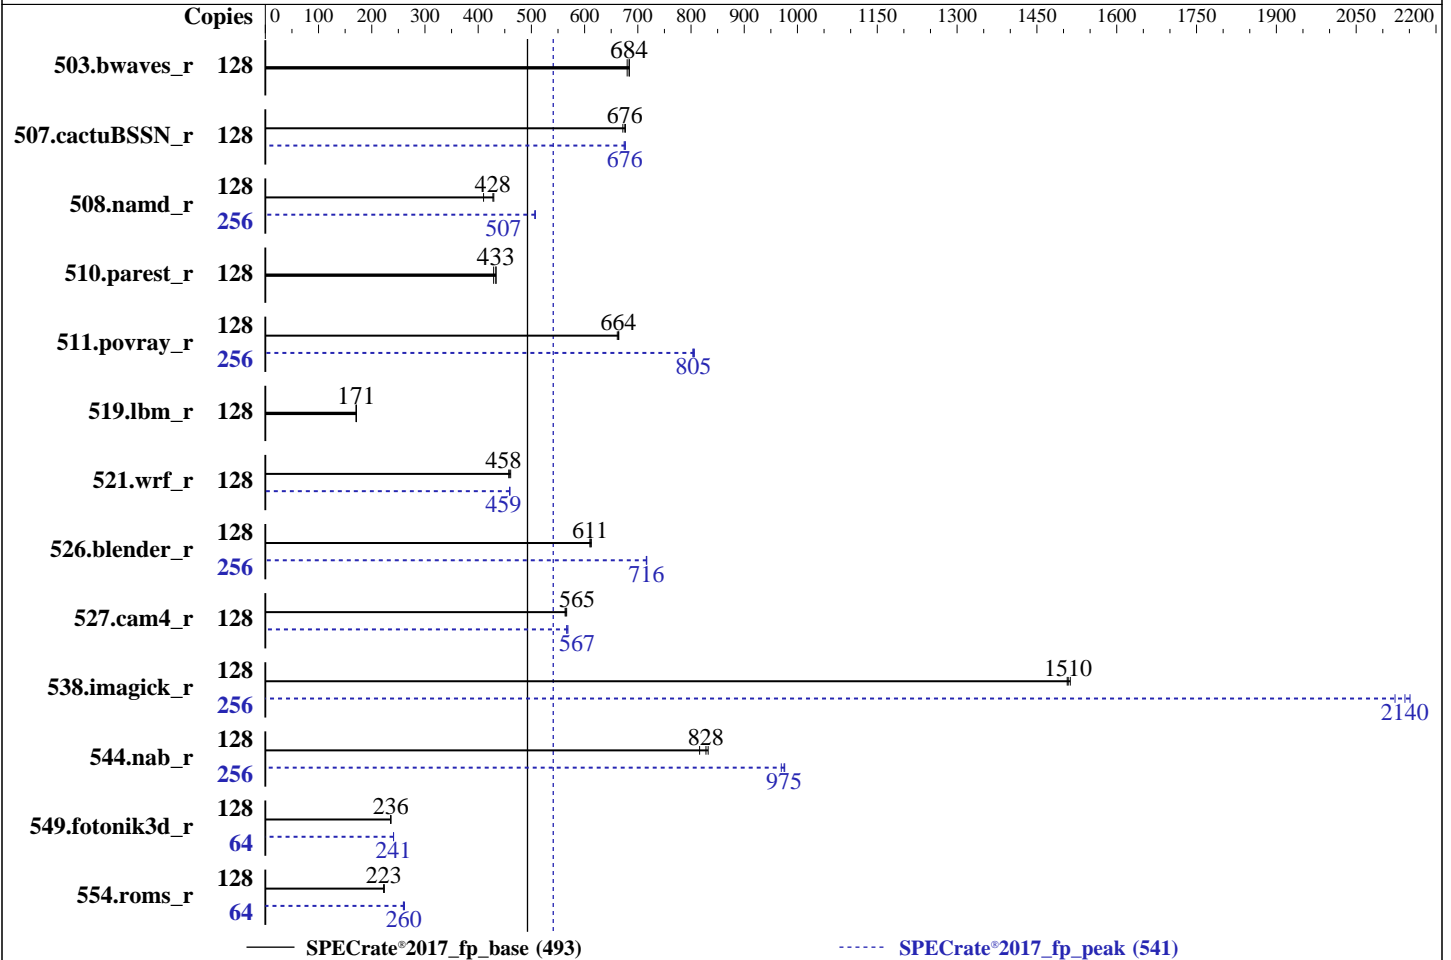 Copies 0 100 200 300 400 500 600 700 800 900 1000 1150 1300 1450 1600 1750 1900 2050 2200
684
503.bwaves_r 128
676
507.cactuBSSN_r 128
676
128 428
508.namd_r
256 507
433
510.parest_r 128
128 664
511.povray_r
256 805
171
519.lbm_r 128
458
521.wrf_r 128
459
128 611
526.blender_r
256 716
565
527.cam4_r 128
567
128 1510
538.imagick_r
256 2140
128 828
544.nab_r
256 975
128 236
549.fotonik3d_r
64 241
128 223
554.roms_r
64 260
SPECrate®2017_fp_base (493) SPECrate®2017_fp_peak (541)